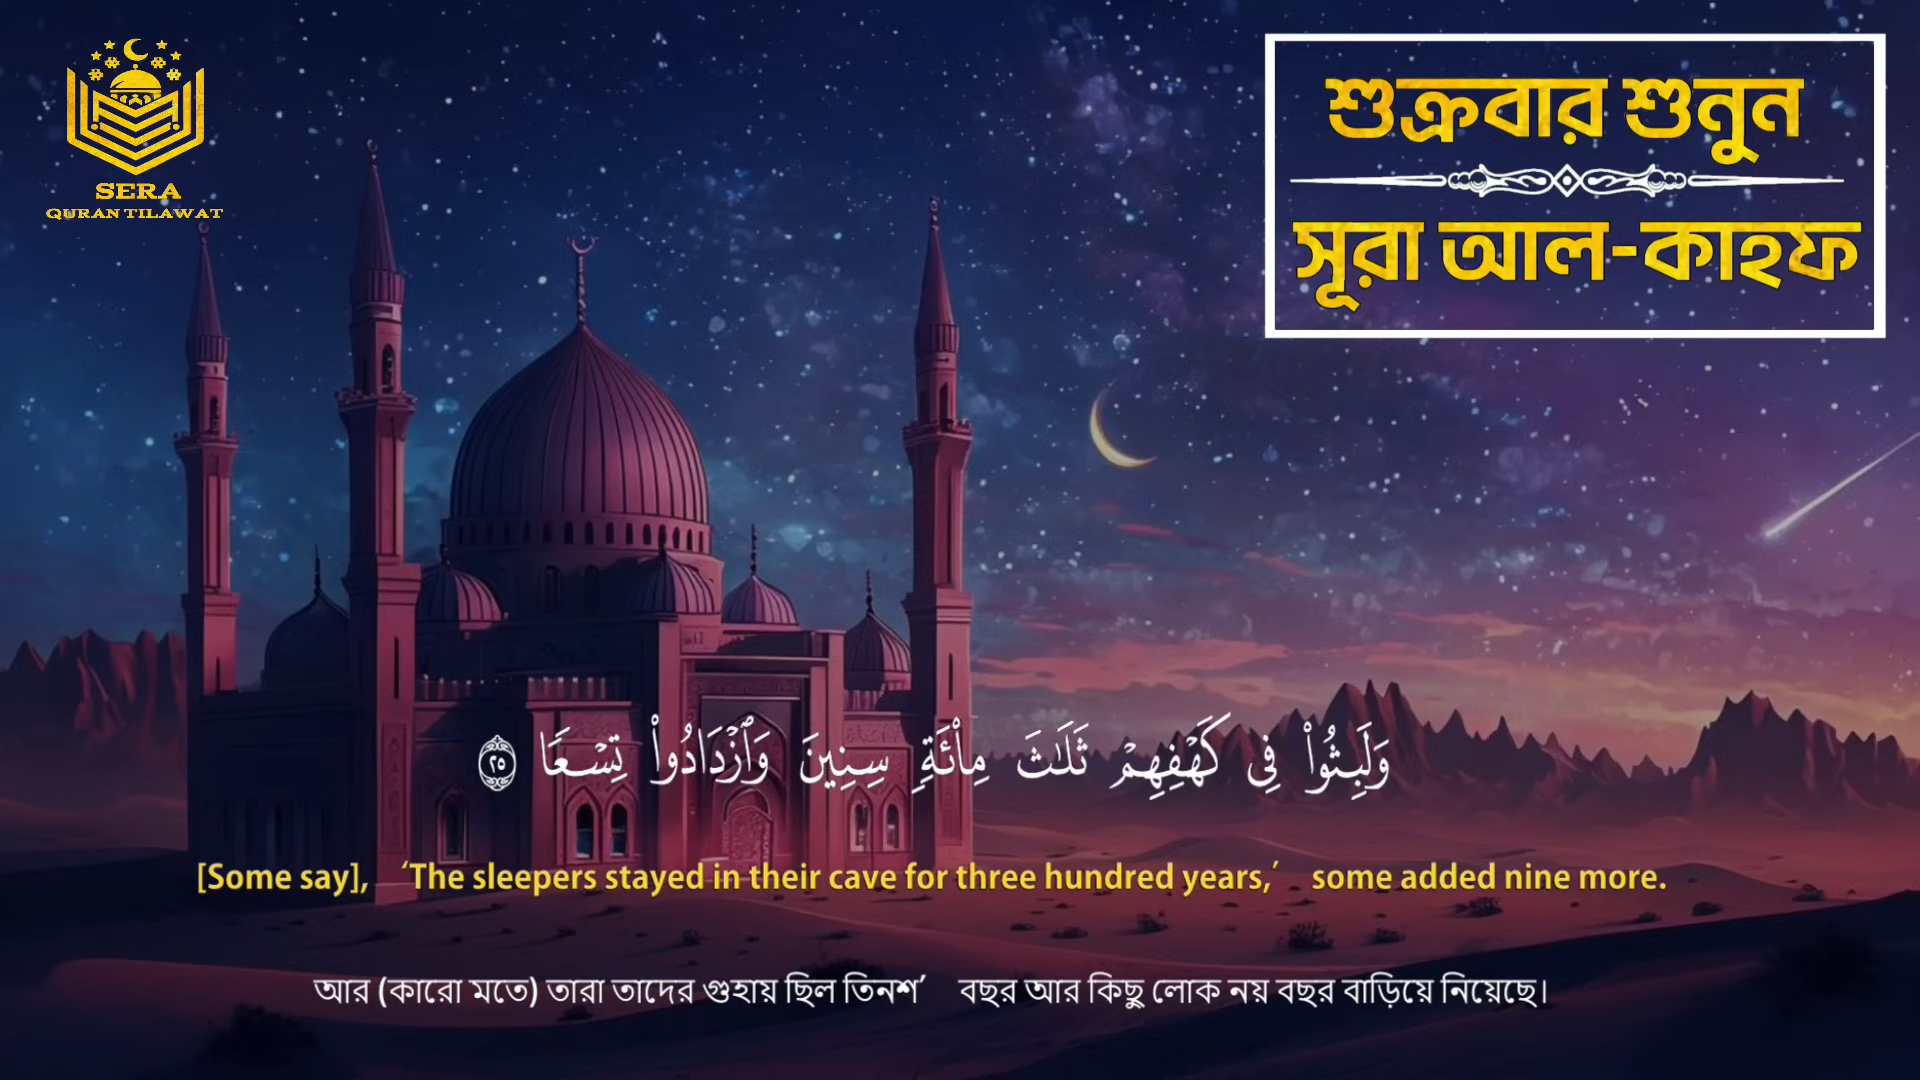 SERA
QURAN TILAWAT
শুক্রবার শুনুন
সূরা আল-কাহফ
وَلَبِثُوا۟ فِى كَهْفِهِمْ ثَلَـٰثَ مِا۟ئَةٍ سِنِينَ وَٱزْدَادُوا۟ تِسْعًا ٢٥
[Some say], ‘The sleepers stayed in their cave for three hundred years,’ some added nine more.
আর (কারো মতে) তারা তাদের গুহায় ছিল তিনশ’ বছর আর কিছু লোক নয় বছর বাড়িয়ে নিয়েছে।